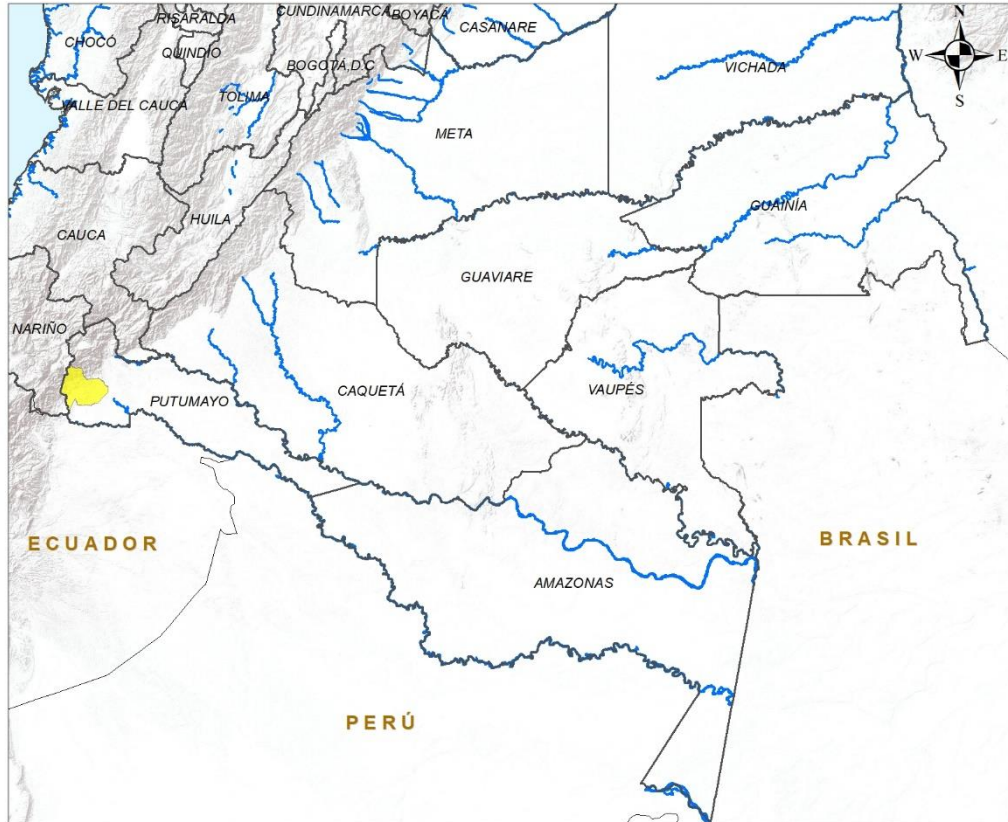 RISARALDA
CUNDINAMARCA
BOYACÁ
CASANARE
N
CHOCÓ
QUINDÍO
BOGOTÁ D.C
W
E
VICHADA
S
VALLE DEL CAUCA
TOLIMA
META
HUILA
GUAINÍA
CAUCA
GUAVIARE
NARIÑO
CAQUETÁ
VAUPÉS
PUTUMAYO
ECUADOR
BRASIL
AMAZONAS
PERÚ